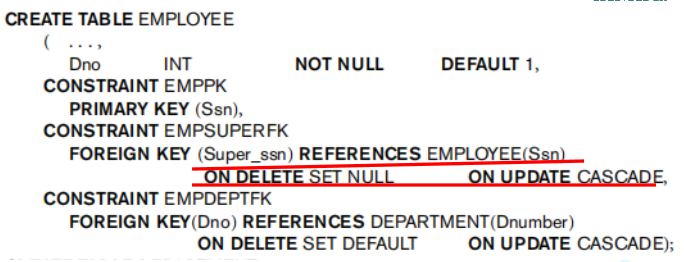 CREATE TABLE EMPLOYEE
( ...,
Dno INT NOT NULL DEFAULT 1,
CONSTRAINT EMPPK
PRIMARY KEY (Ssn),
CONSTRAINT EMPSUPERFK
FOREIGN KEY (Super_ssn) REFERENCES EMPLOYEE(Ssn)
ON DELETE SET NULL ON UPDATE CASCADE,
CONSTRAINT EMPDEPTFK
FOREIGN KEY(Dno) REFERENCES DEPARTMENT(Dnumber)
ON DELETE SET DEFAULT ON UPDATE CASCADE);